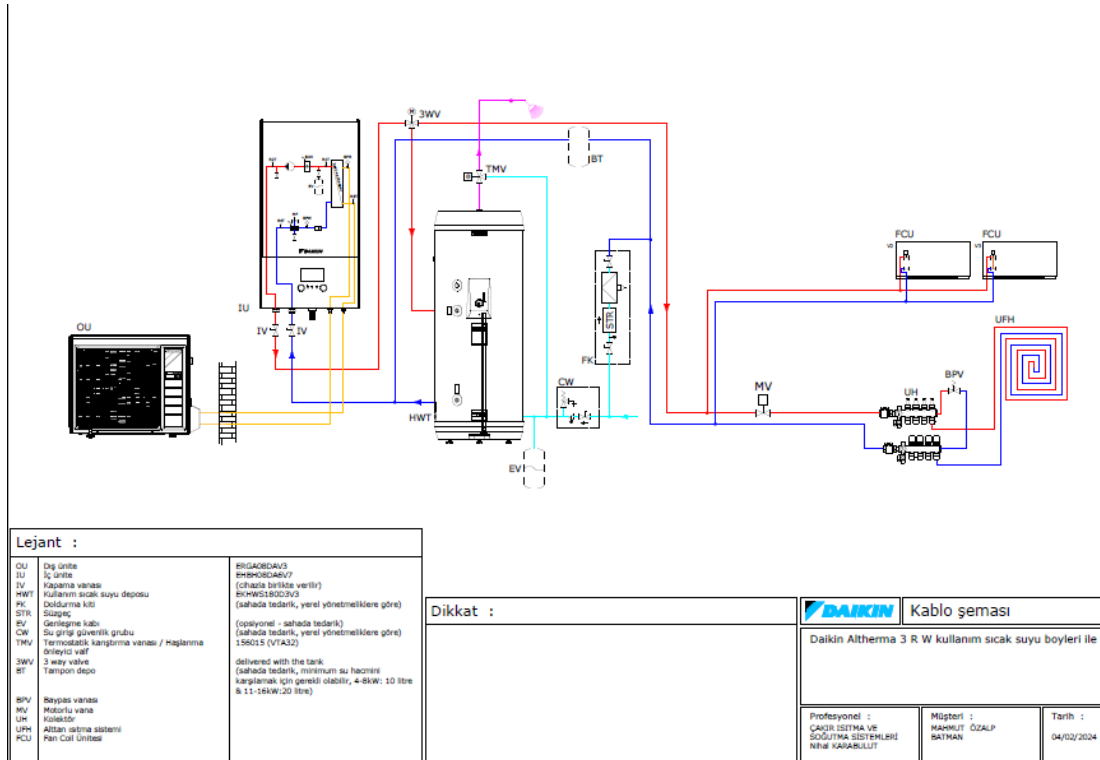 3WV
BT
TMV
FCU
FCU
DAIKIN
STR
IU
IV
IV
OU
UFH
FK
CW
BPV
MV
UH
HWT
EV
Lejant :
OU Dış ünite ERGA08DAV3
IU İç ünite EHBH08DA6V7
IV Kapama vanası (cihazla birlikte verilir)
HWT Kullanım sıcak suyu deposu EKHWS180D3V3
FK Doldurma kiti (sahada tedarik, yerel yönetmeliklere göre)
STR Süzgeç
EV Genleşme kabı (opsiyonel - sahada tedarik)
CW Su girişi güvenlik grubu (sahada tedarik, yerel yönetmeliklere göre)
TMV Termostatik karıştırma vanası / Haşlanma 156015 (VTA32)
önleyici valf
3WV 3 way valve delivered with the tank
BT Tampon depo (sahada tedarik, minimum su hacmini
karşılamak için gerekli olabilir, 4-8kW: 10 litre
& 11-16kW:20 litre)
BPV Baypas vanası
MV Motorlu vana
UH Kolektör
UFH Alttan ısıtma sistemi
FCU Fan Coil Ünitesi
Dikkat :
DAIKIN Kablo şeması
Daikin Altherma 3 R W kullanım sıcak suyu boyleri ile
Profesyonel :
ÇAKIR ISITMA VE
SOĞUTMA SİSTEMLERİ
Nihal KARABULUT
Müşteri :
MAHMUT ÖZALP
BATMAN
Tarih :
04/02/2024